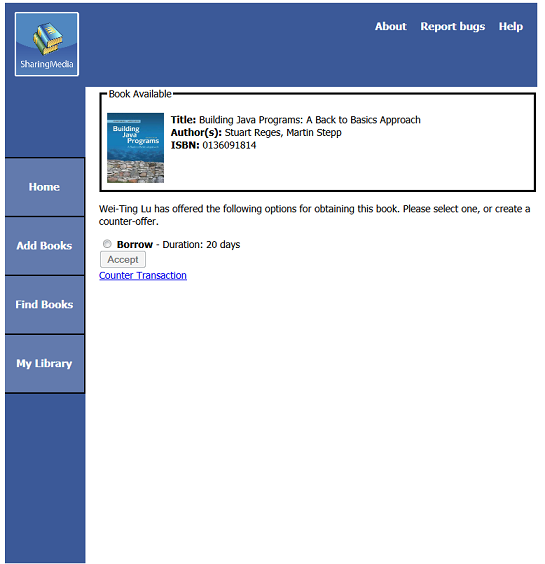 SharingMedia
About Report bugs Help
Home
Add Books
Find Books
My Library
Book Available
Building
Java
Programs
Title: Building Java Programs: A Back to Basics Approach
Author(s): Stuart Reges, Martin Stepp
ISBN: 0136091814
Wei-Ting Lu has offered the following options for obtaining this book. Please select one, or create a
counter-offer.
Borrow - Duration: 20 days
Accept
Counter Transaction